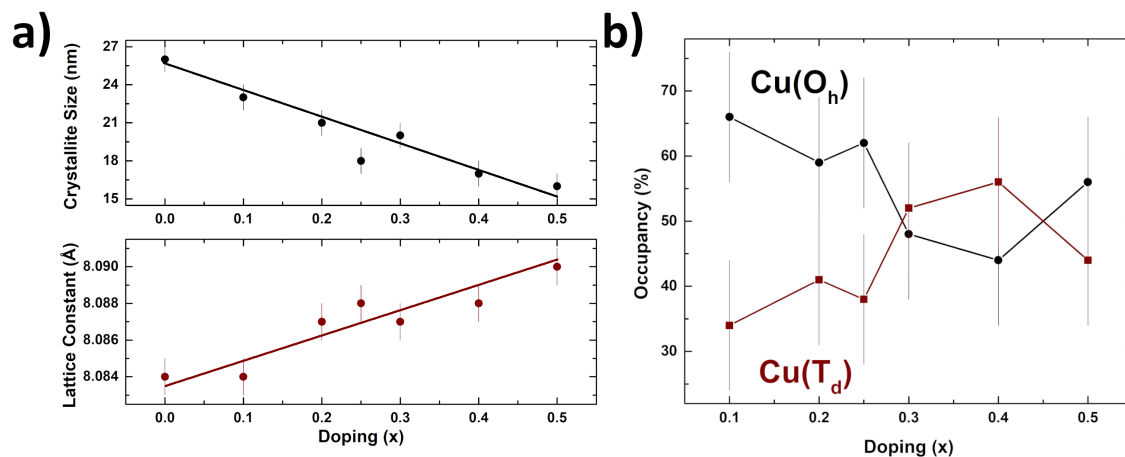 a)
Crystallite Size (nm)
27
24
21
18
15
0.0 0.1 0.2 0.3 0.4 0.5
Lattice Constant (Å)
8.090
8.088
8.086
8.084
0.0 0.1 0.2 0.3 0.4 0.5
Doping (x)
b)
Occupancy (%)
70
60
50
40
30
Cu(Oₕ)
Cu(T_d)
0.1 0.2 0.3 0.4 0.5
Doping (x)